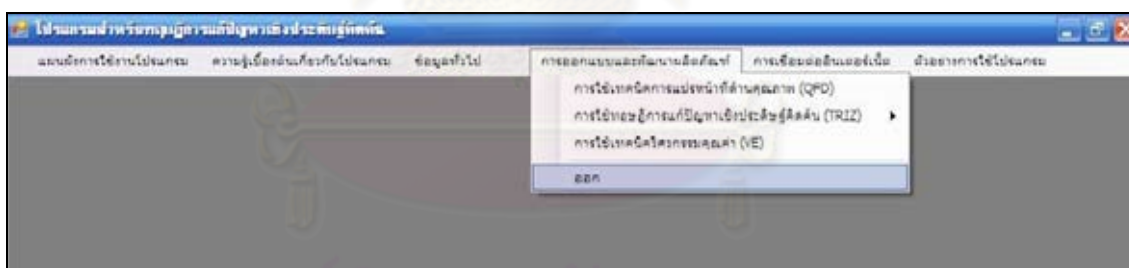 โปรแกรมสำหรับทฤษฎีการแก้ปัญหาเชิงประดิษฐ์คิดค้น
แผนผังการใช้งานโปรแกรม ความรู้เบื้องต้นเกี่ยวกับโปรแกรม ข้อมูลทั่วไป การออกแบบและพัฒนาผลิตภัณฑ์ การเชื่อมต่ออินเตอร์เน็ต ตัวอย่างการใช้โปรแกรม
การใช้เทคนิคการแปรหน้าที่ด้านคุณภาพ (QFD)
การใช้ทฤษฎีการแก้ปัญหาเชิงประดิษฐ์คิดค้น (TRIZ)
การใช้เทคนิควิศวกรรมคุณค่า (VE)
ออก